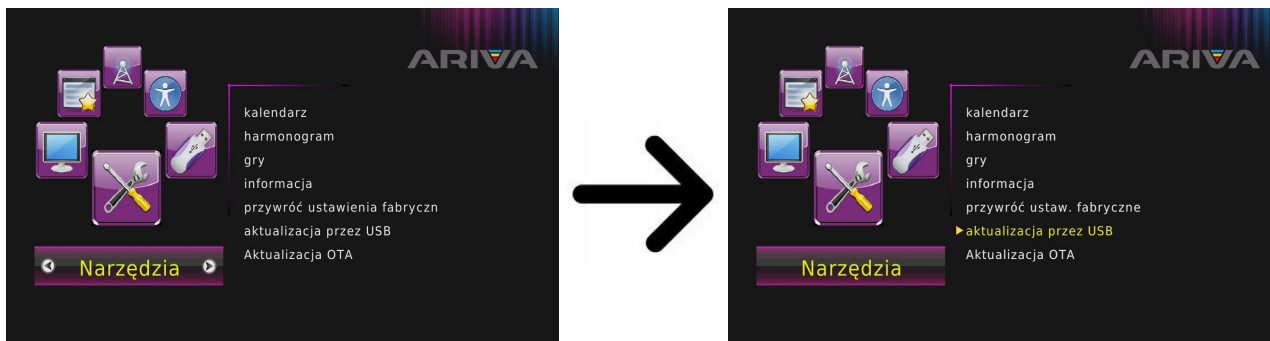 ARIVA
kalendarz
harmonogram
gry
informacja
przywróć ustawienia fabryczn
aktualizacja przez USB
Aktualizacja OTA
Narzędzia
ARIVA
kalendarz
harmonogram
gry
informacja
przywróć ustaw. fabryczne
aktualizacja przez USB
Aktualizacja OTA
Narzędzia